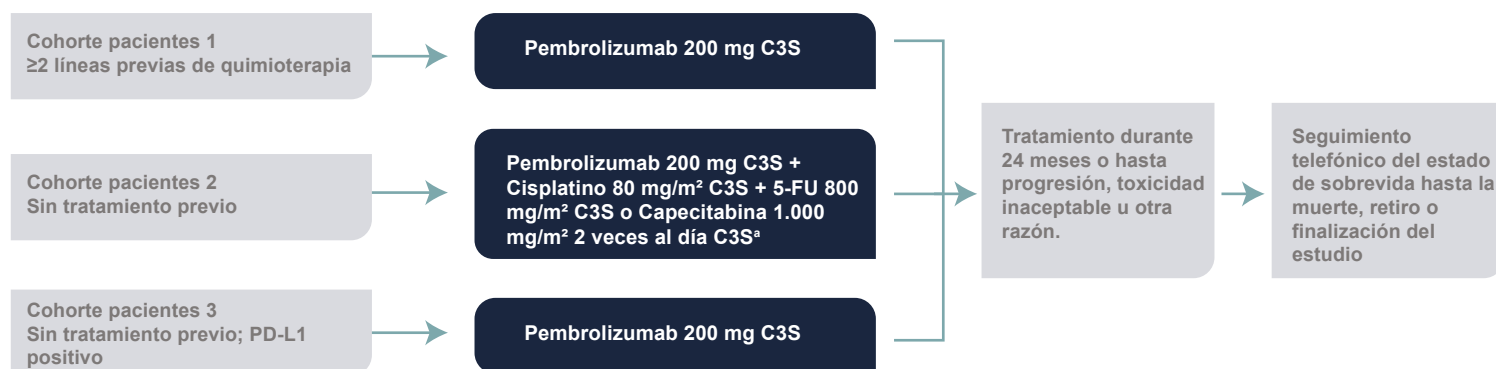 Cohorte pacientes 1
≥2 líneas previas de quimioterapia
Pembrolizumab 200 mg C3S
Cohorte pacientes 2
Sin tratamiento previo
Pembrolizumab 200 mg C3S +
Cisplatino 80 mg/m² C3S + 5-FU 800
mg/m² C3S o Capecitabina 1.000
mg/m² 2 veces al día C3Sª
Cohorte pacientes 3
Sin tratamiento previo; PD-L1
positivo
Pembrolizumab 200 mg C3S
Tratamiento durante
24 meses o hasta
progresión, toxicidad
inaceptable u otra
razón.
Seguimiento
telefónico del estado
de sobrevida hasta la
muerte, retiro o
finalización del
estudio